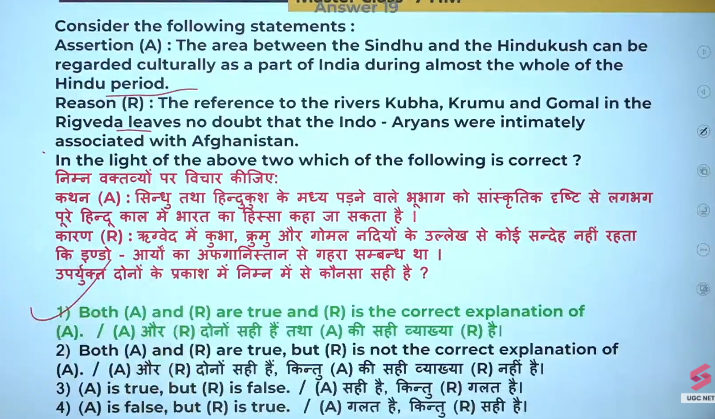 Answer 19
Consider the following statements :
Assertion (A) : The area between the Sindhu and the Hindukush can be
regarded culturally as a part of India during almost the whole of the
Hindu period.
Reason (R) : The reference to the rivers Kubha, Krumu and Gomal in the
Rigveda leaves no doubt that the Indo - Aryans were intimately
associated with Afghanistan.
In the light of the above two which of the following is correct ?
निम्न वक्तव्यों पर विचार कीजिए:
कथन (A) : सिन्धु तथा हिन्दुकुश के मध्य पड़ने वाले भूभाग को सांस्कृतिक दृष्टि से लगभग
पूरे हिन्दू काल में भारत का हिस्सा कहा जा सकता है ।
कारण (R) : ऋग्वेद में कुभा, क्रुमु और गोमल नदियों के उल्लेख से कोई सन्देह नहीं रहता
कि इण्डो - आर्यो का अफगानिस्तान से गहरा सम्बन्ध था ।
उपर्युक्त दोनों के प्रकाश में निम्न में से कौनसा सही है ?
1) Both (A) and (R) are true and (R) is the correct explanation of
(A). / (A) और (R) दोनों सही हैं तथा (A) की सही व्याख्या (R) है।
2) Both (A) and (R) are true, but (R) is not the correct explanation of
(A). / (A) और (R) दोनों सही हैं, किन्तु (A) की सही व्याख्या (R) नहीं है।
3) (A) is true, but (R) is false. / (A) सही है, किन्तु (R) गलत है।
4) (A) is false, but (R) is true. / (A) गलत है, किन्तु (R) सही है।
UGC NET